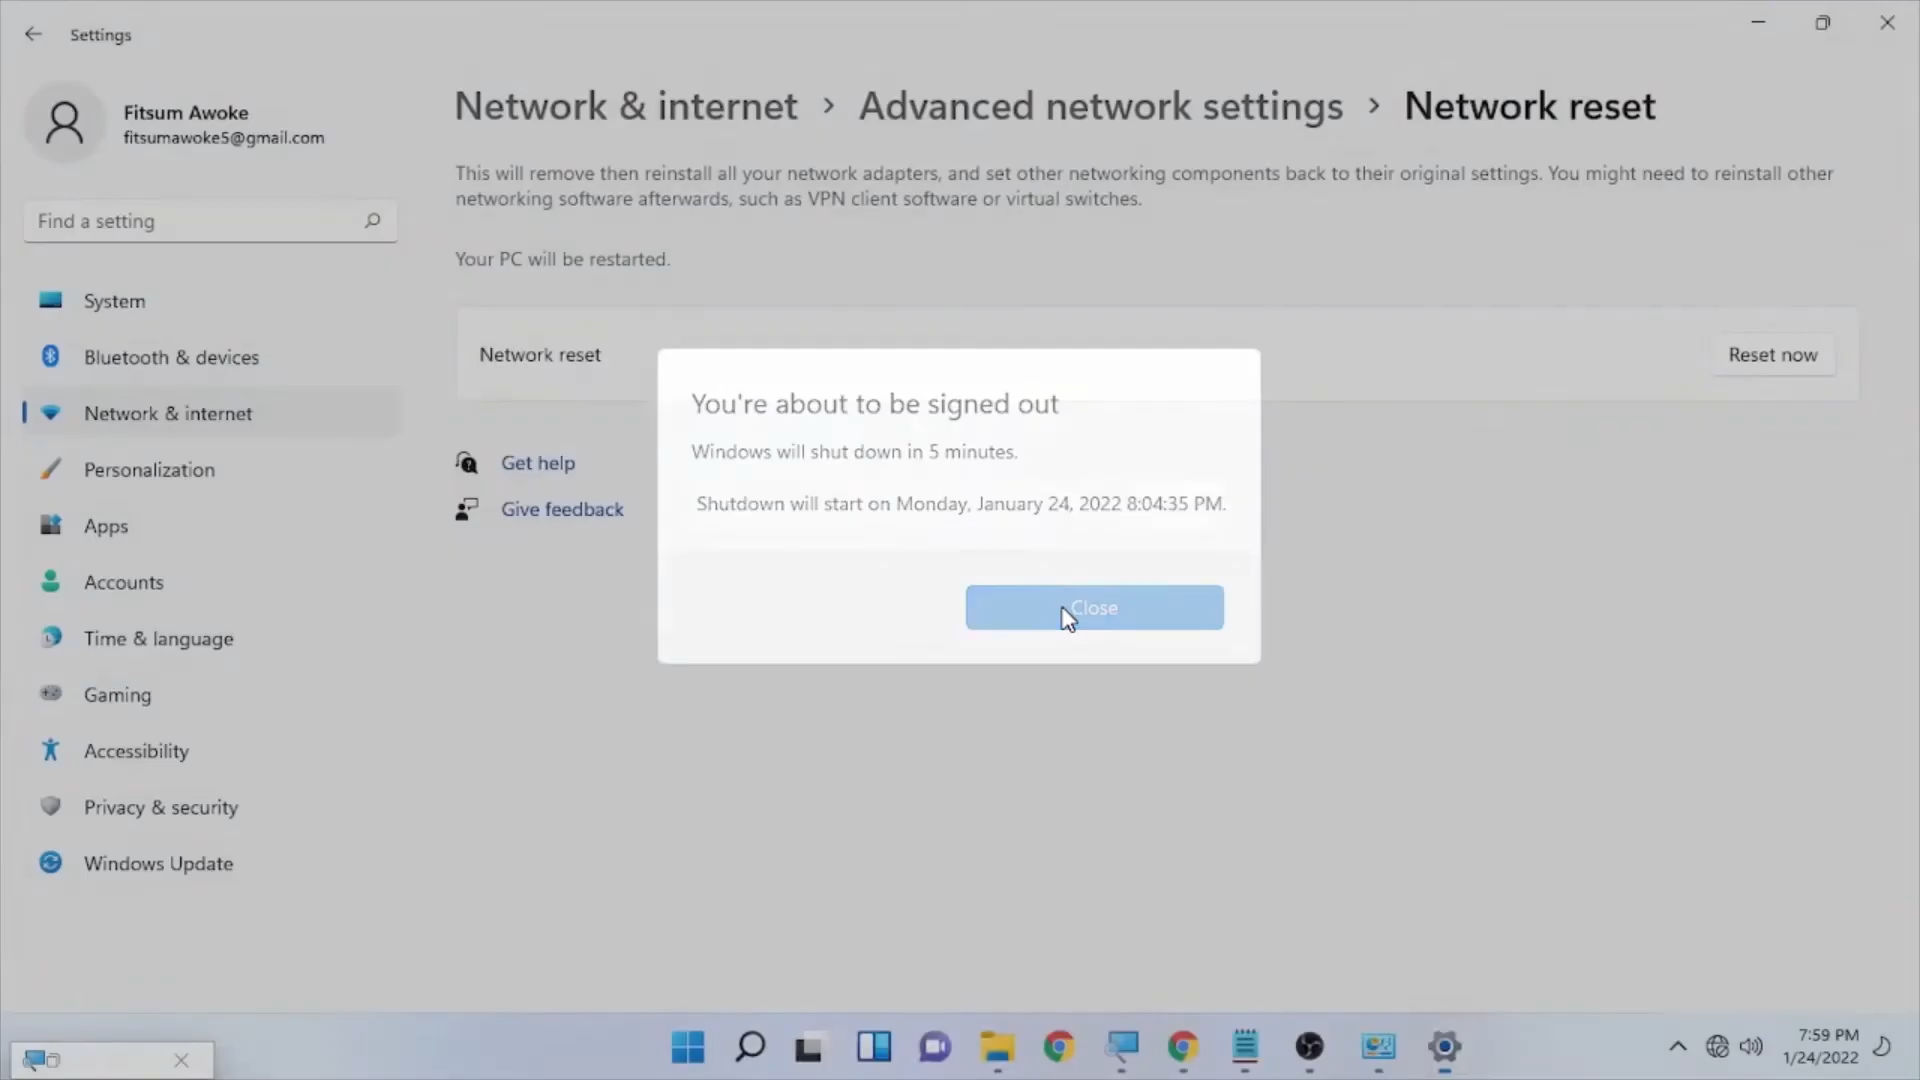 Settings
Fitsum Awoke
fitsumawoke5@gmail.com
Find a setting
System
Bluetooth & devices
Network & internet
Personalization
Apps
Accounts
Time & language
Gaming
Accessibility
Privacy & security
Windows Update
Network & internet > Advanced network settings > Network reset
This will remove then reinstall all your network adapters, and set other networking components back to their original settings. You might need to reinstall other
networking software afterwards, such as VPN client software or virtual switches.
Your PC will be restarted.
Network reset
Reset now
Get help
Give feedback
You're about to be signed out
Windows will shut down in 5 minutes.
Shutdown will start on Monday, January 24, 2022 8:04:35 PM.
Close
7:59 PM
1/24/2022